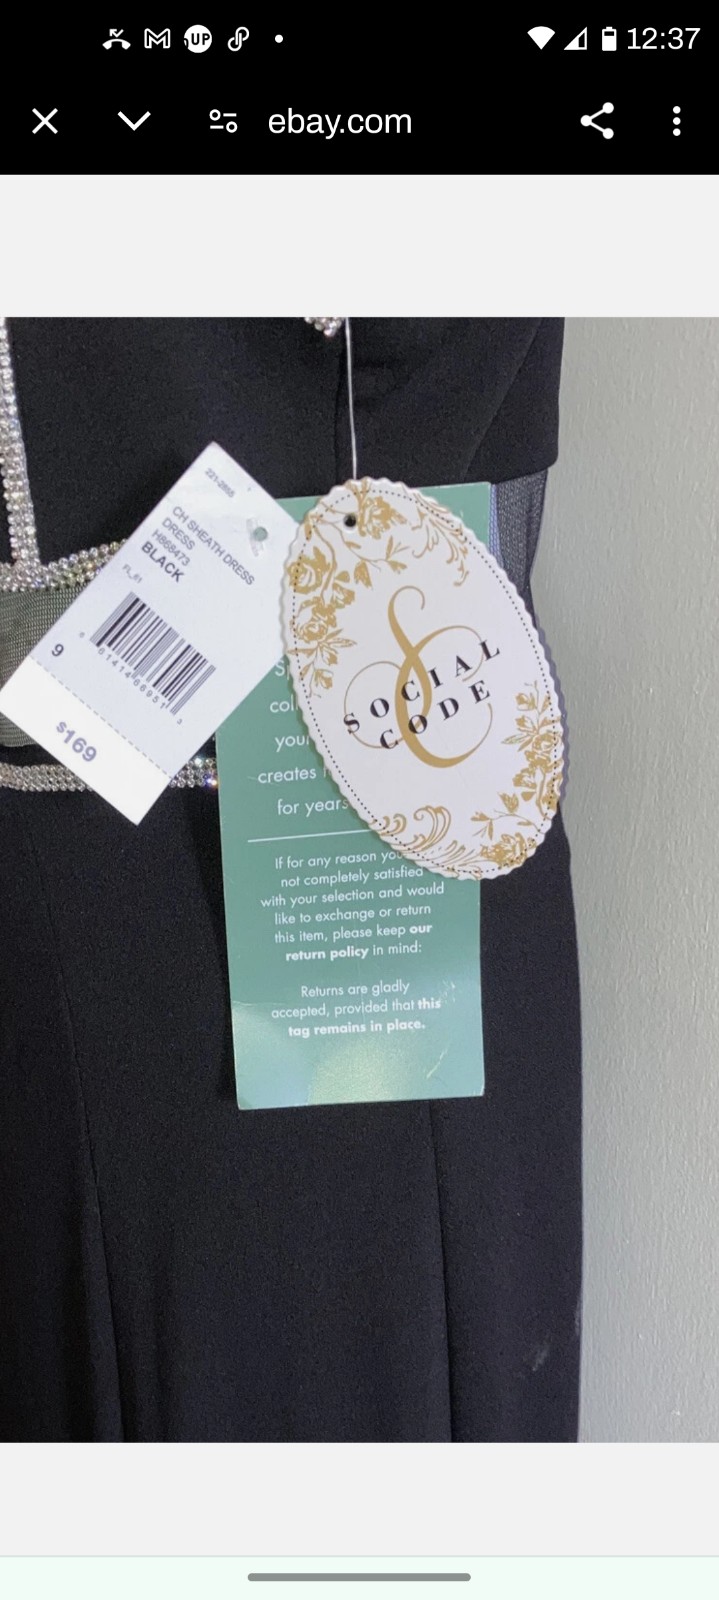 12:37
ebay.com
CH SHEATH DRESS
DRESS
H868473
BLACK
FL_61
9
$169
SOCIAL
CODE
creates
for years
If for any reason
not completely satisfied
with your selection and would
like to exchange or return
this item, please keep our
return policy in mind:
Returns are gladly
accepted, provided that this
tag remains in place.